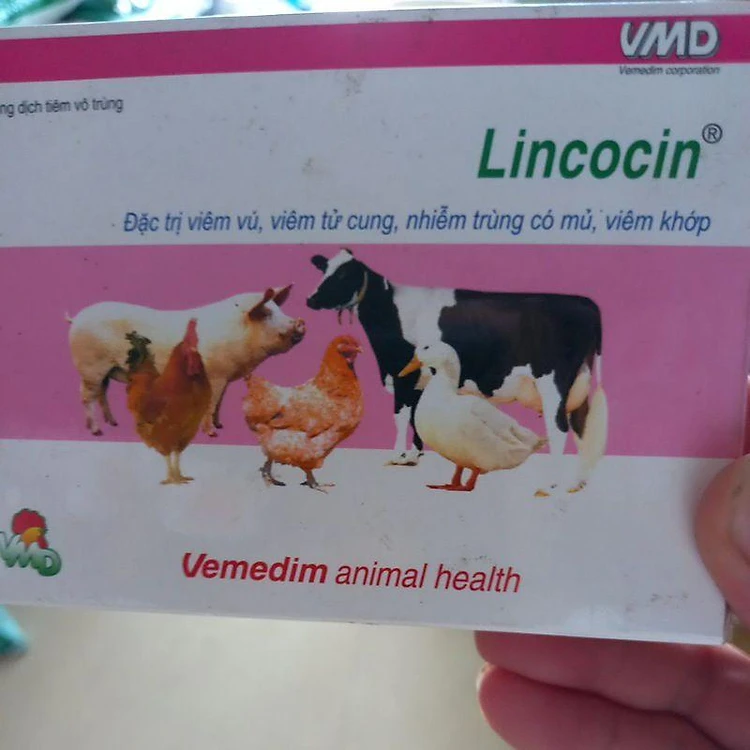 VMD
Vemedim corporation
dịch tiêm vô trùng
Lincocin®
Đặc trị viêm vú, viêm tử cung, nhiễm trùng có mủ, viêm khớp
VMD
Vemedim animal health